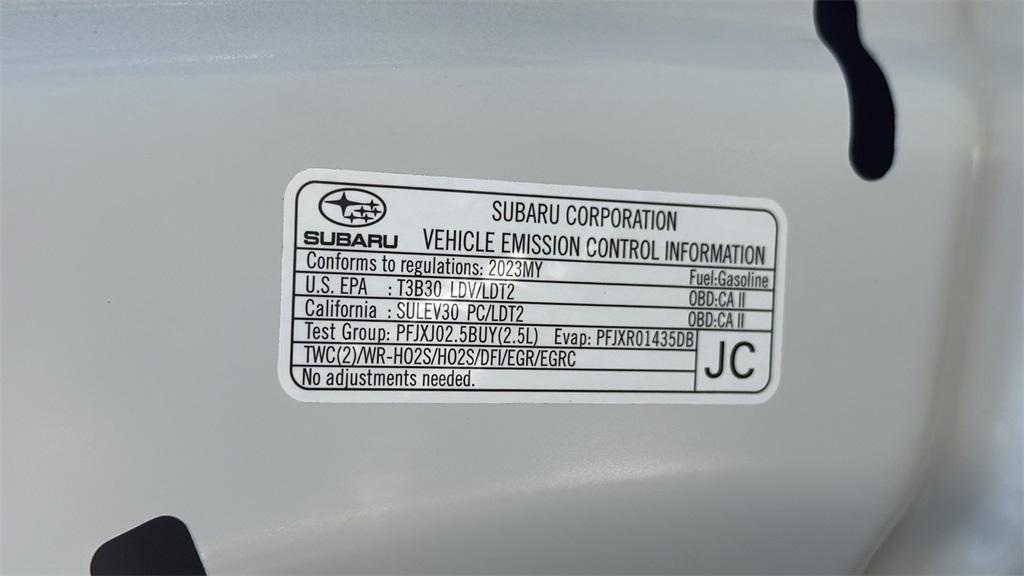 SUBARU
SUBARU CORPORATION
VEHICLE EMISSION CONTROL INFORMATION
Conforms to regulations: 2023MY
Fuel:Gasoline
U.S. EPA : T3B30 LDV/LDT2
OBD:CA II
California : SULEV30 PC/LDT2
OBD:CA II
Test Group: PFJXJ02.5BUY(2.5L) Evap: PFJXR01435DB
TWC(2)/WR-HO2S/HO2S/DFI/EGR/EGRC
JC
No adjustments needed.